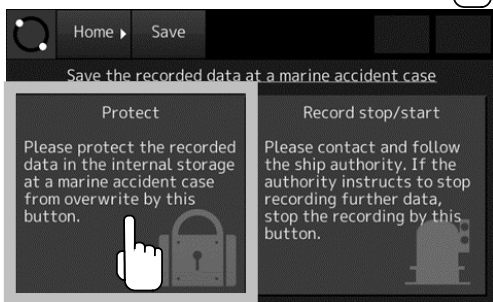 Home Save
Save the recorded data at a marine accident case
Protect
Please protect the recorded
data in the internal storage
at a marine accident case
from overwrite by this
button.
Record stop/start
Please contact and follow
the ship authority. If the
authority instructs to stop
recording further data,
stop the recording by this
button.